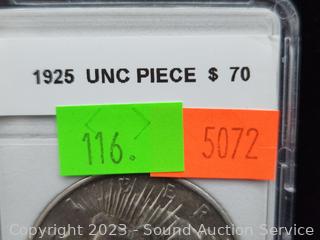 1925 UNC PIECE $ 70
116.
5072
L I B E R
Copyright 2023 - Sound Auction Service